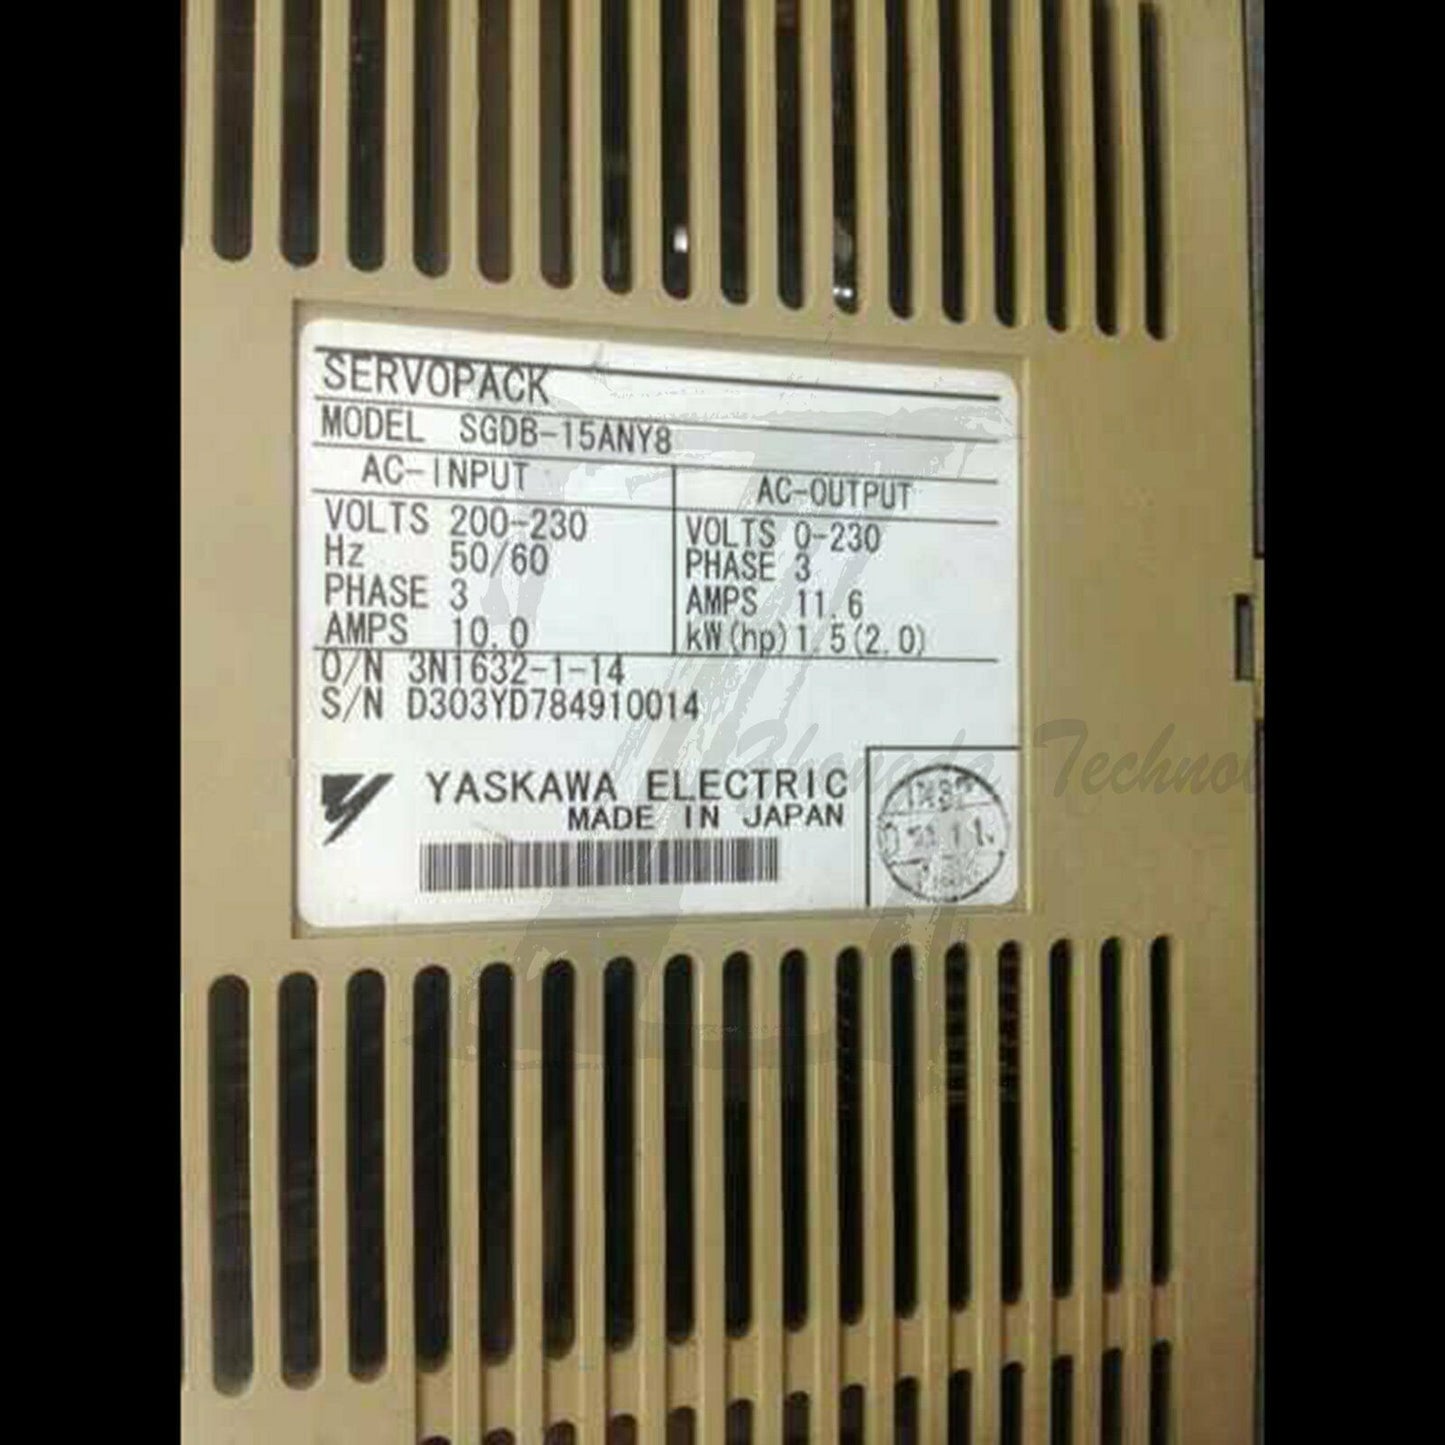 SERVOPACK
MODEL SGDB-15ANY8
AC-INPUT
VOLTS 200-230
Hz 50/60
PHASE 3
AMPS 10.0
AC-OUTPUT
VOLTS 0-230
PHASE 3
AMPS 11.6
kW(hp) 1.5(2.0)
O/N 3N1632-1-14
S/N D303YD784910014
YASKAWA ELECTRIC
MADE IN JAPAN